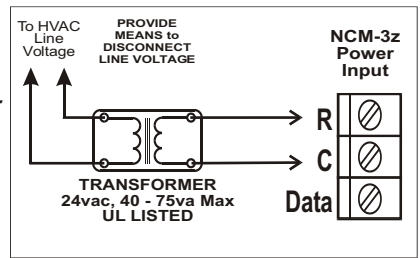 To HVAC
Line
Voltage
PROVIDE
MEANS to
DISCONNECT
LINE VOLTAGE
NCM-3z
Power
Input
R
C
Data
TRANSFORMER
24vac, 40 - 75va Max
UL LISTED